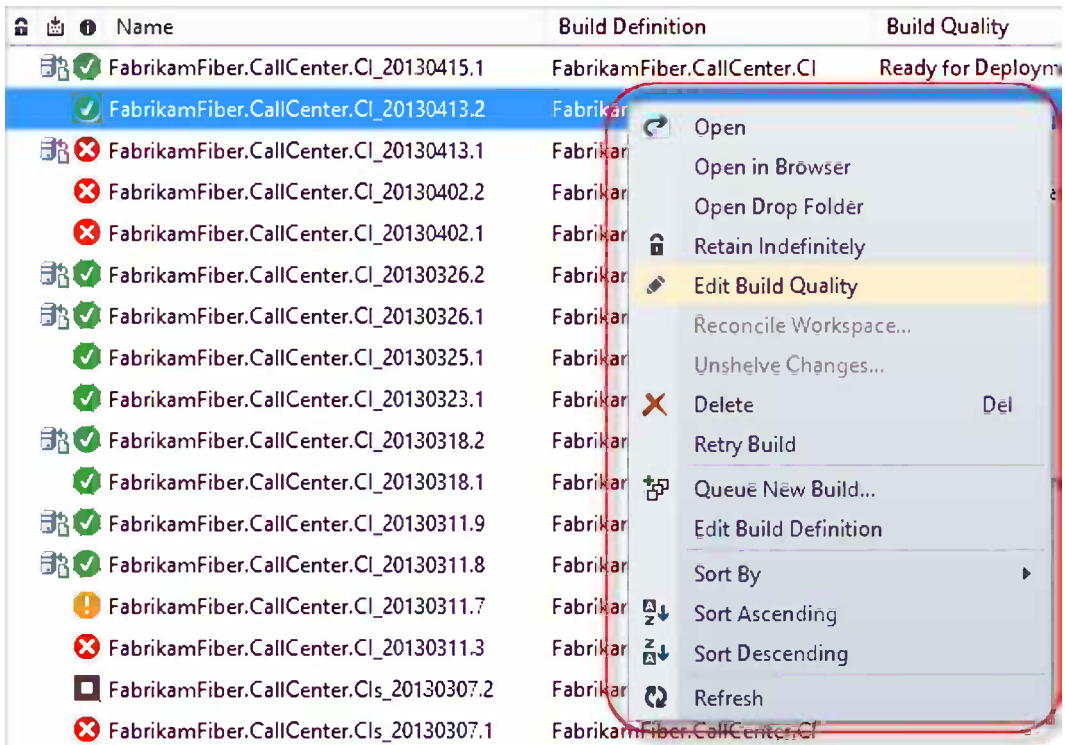 Name Build Definition Build Quality
FabrikamFiber.CallCenter.CI_20130415.1 FabrikamFiber.CallCenter.CI Ready for Deploym
FabrikamFiber.CallCenter.CI_20130413.2 Fabrikar
Open
FabrikamFiber.CallCenter.CI_20130413.1 Fabrikar
Open in Browser
FabrikamFiber.CallCenter.CI_20130402.2 Fabrikar
Open Drop Folder
FabrikamFiber.CallCenter.CI_20130402.1 Fabrikar
Retain Indefinitely
FabrikamFiber.CallCenter.CI_20130326.2 Fabrikar
Edit Build Quality
FabrikamFiber.CallCenter.CI_20130326.1 Fabrikar
Reconcile Workspace...
FabrikamFiber.CallCenter.CI_20130325.1 Fabrikar
Unshelve Changes...
FabrikamFiber.CallCenter.CI_20130323.1 Fabrikar
Delete Del
FabrikamFiber.CallCenter.CI_20130318.2 Fabrikar
Retry Build
FabrikamFiber.CallCenter.CI_20130318.1 Fabrikar
Queue New Build...
FabrikamFiber.CallCenter.CI_20130311.9 Fabrikar
Edit Build Definition
FabrikamFiber.CallCenter.CI_20130311.8 Fabrikar
Sort By
FabrikamFiber.CallCenter.CI_20130311.7 Fabrikar
Sort Ascending
FabrikamFiber.CallCenter.CI_20130311.3 Fabrikar
Sort Descending
FabrikamFiber.CallCenter.CIs_20130307.2 Fabrikar
Refresh
FabrikamFiber.CallCenter.CIs_20130307.1 FabrikamFiber.CallCenter.CI